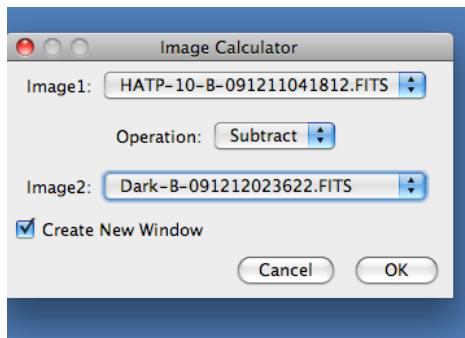 Image Calculator
Image1: HATP-10-B-091211041812.FITS
Operation: Subtract
Image2: Dark-B-091212023622.FITS
Create New Window
Cancel OK